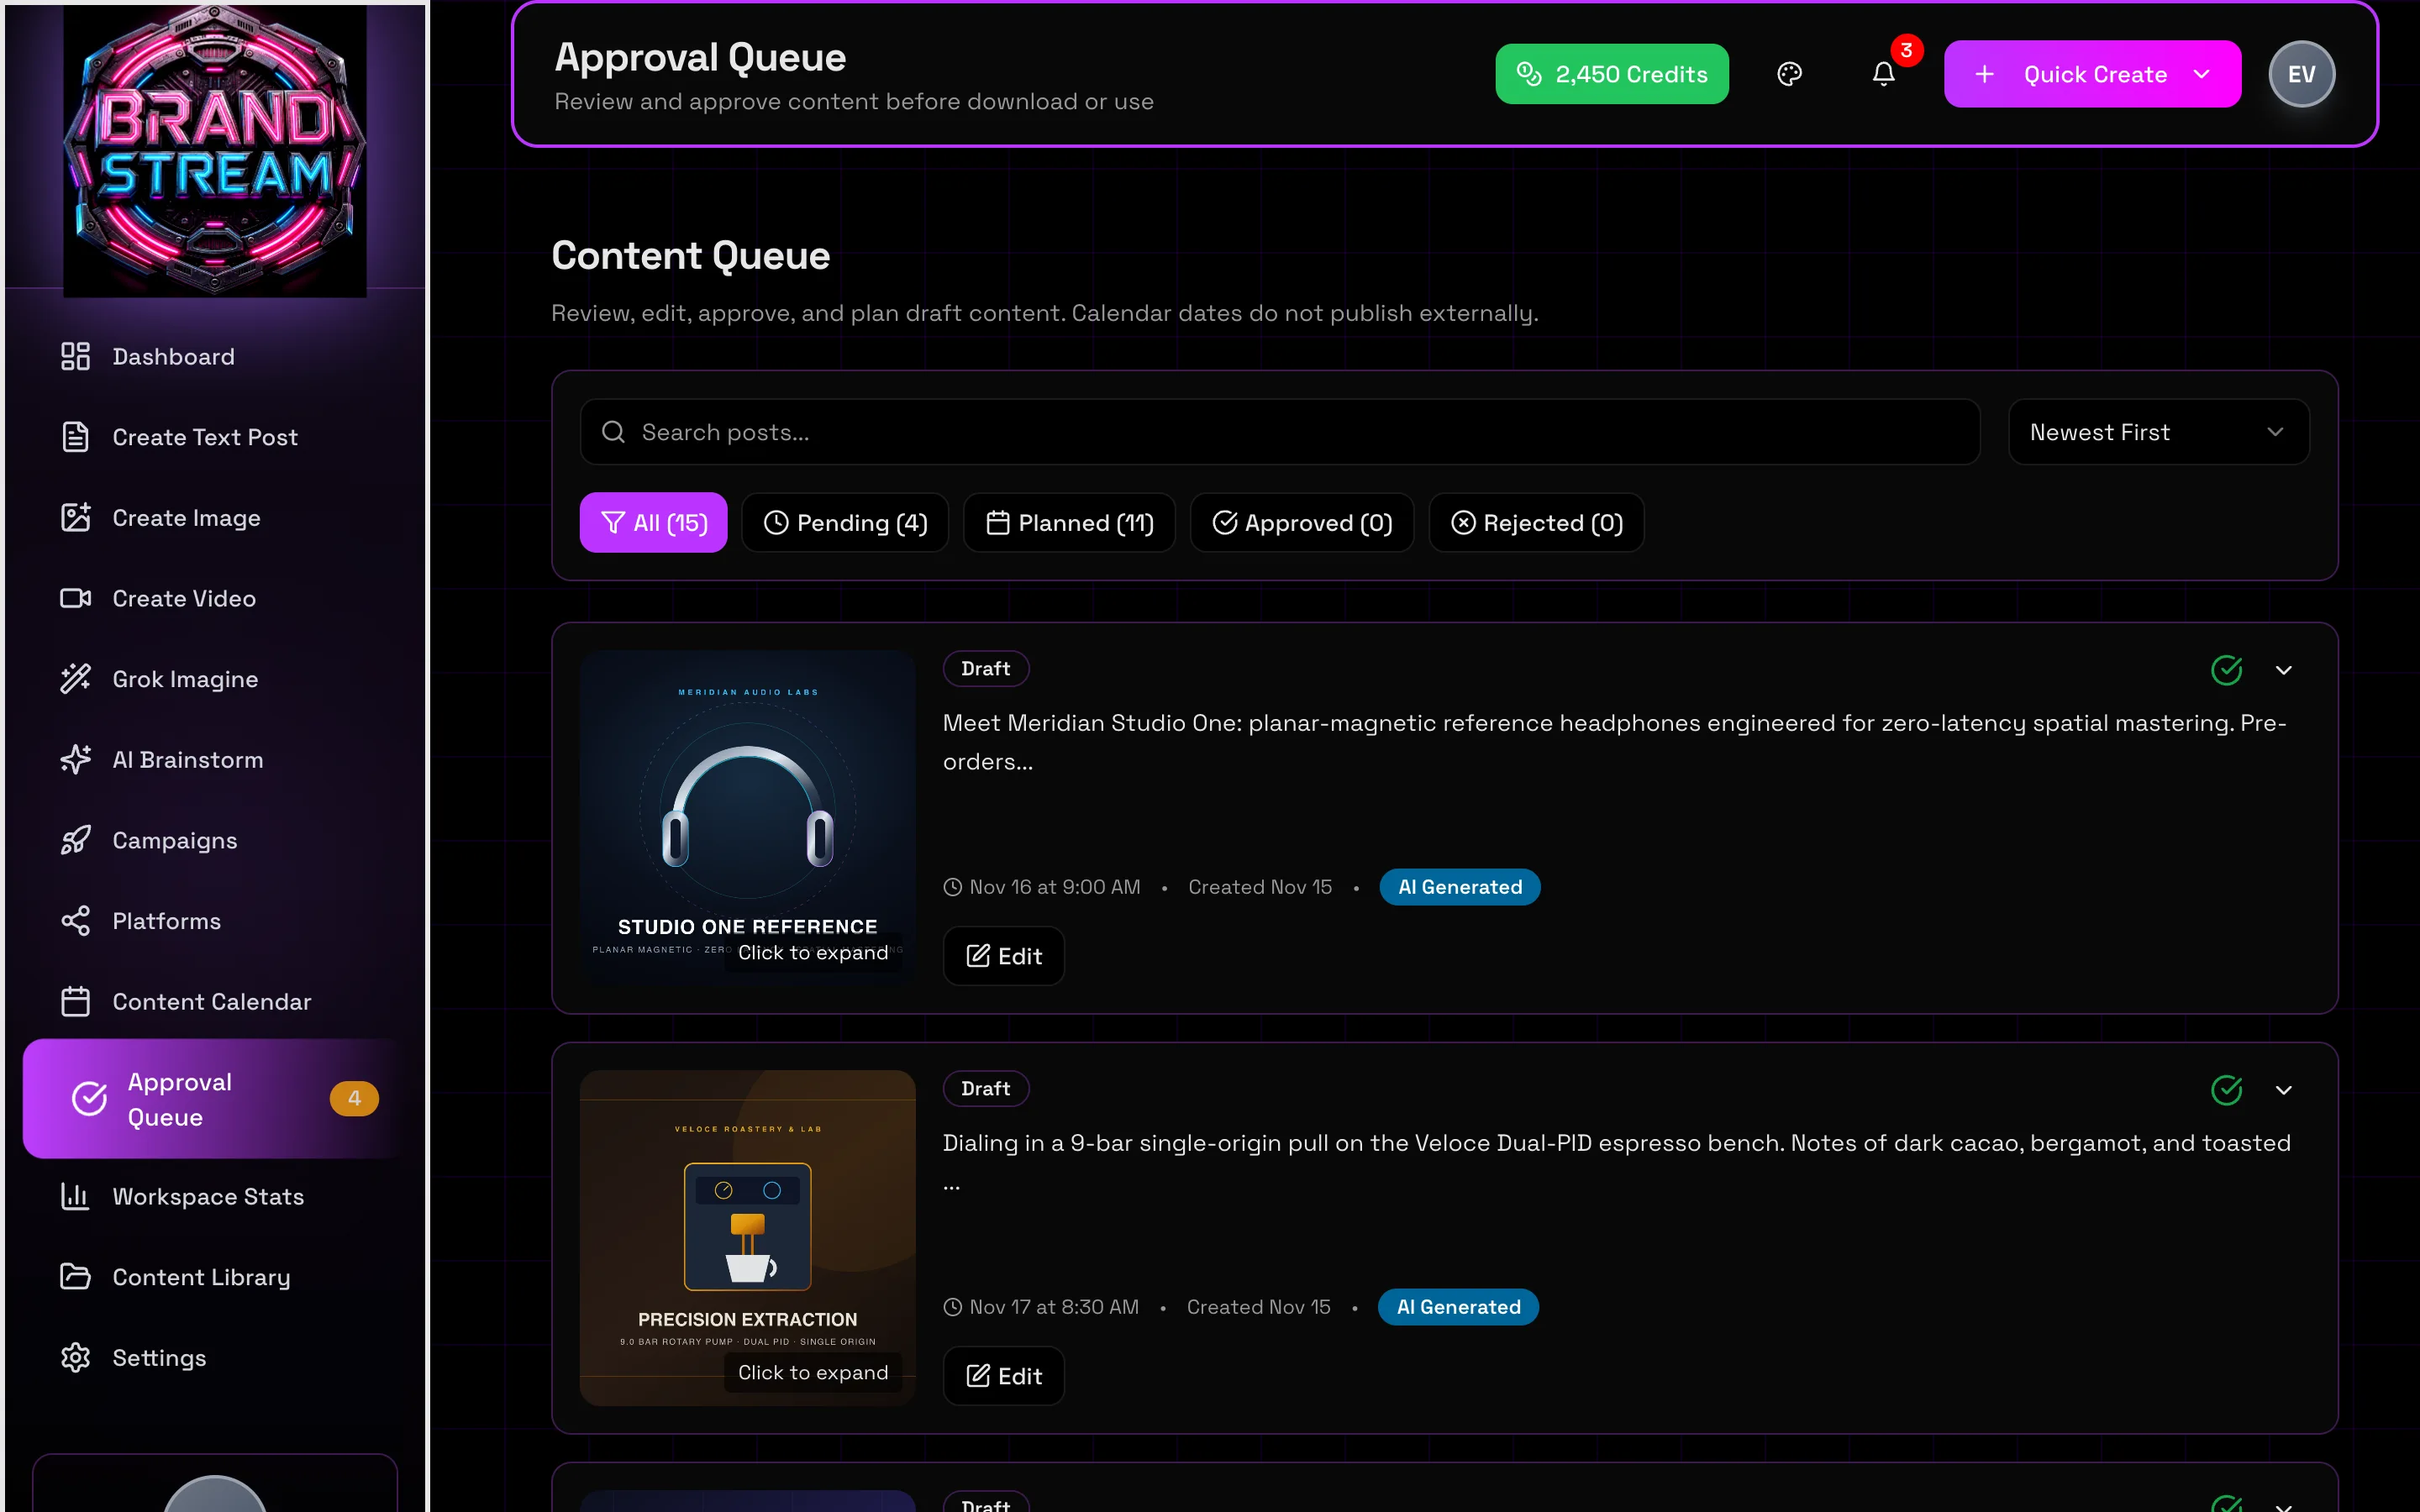 BRAND
STREAM
Dashboard
Create Text Post
Create Image
Create Video
Grok Imagine
AI Brainstorm
Campaigns
Platforms
Content Calendar
Approval
Queue
4
Workspace Stats
Content Library
Settings
Approval Queue
Review and approve content before download or use
2,450 Credits
3
Quick Create
EV
Content Queue
Review, edit, approve, and plan draft content. Calendar dates do not publish externally.
Search posts...
Newest First
All (15)
Pending (4)
Planned (11)
Approved (0)
Rejected (0)
MERIDIAN AUDIO LABS
STUDIO ONE REFERENCE
PLANAR MAGNETIC · ZERO
Click to expand
Draft
Meet Meridian Studio One: planar-magnetic reference headphones engineered for zero-latency spatial mastering. Pre-
orders...
Nov 16 at 9:00 AM • Created Nov 15 • AI Generated
Edit
VELOCE ROASTERY & LAB
PRECISION EXTRACTION
9.0 BAR ROTARY PUMP · DUAL PID · SINGLE ORIGIN
Click to expand
Draft
Dialing in a 9-bar single-origin pull on the Veloce Dual-PID espresso bench. Notes of dark cacao, bergamot, and toasted
...
Nov 17 at 8:30 AM • Created Nov 15 • AI Generated
Edit
Draft